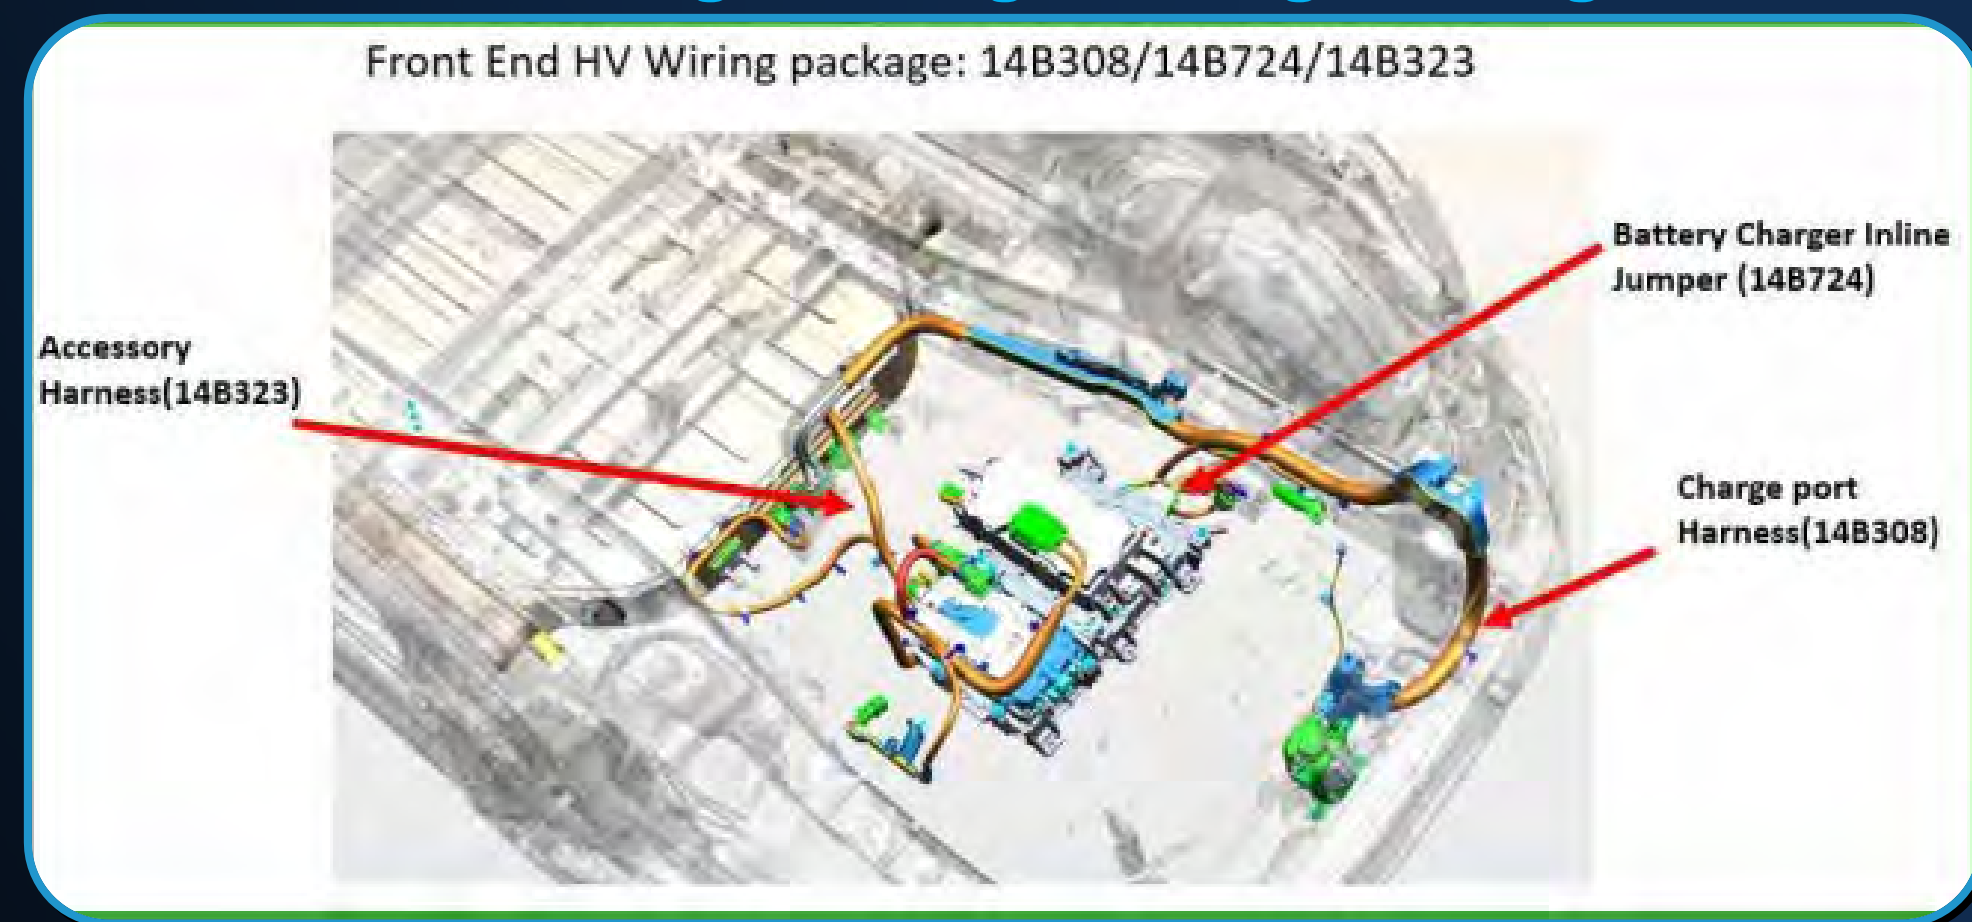 Front End HV Wiring package: 14B308/14B724/14B323
Battery Charger Inline
Jumper (14B724)
Accessory
Harness(14B323)
Charge port
Harness(14B308)